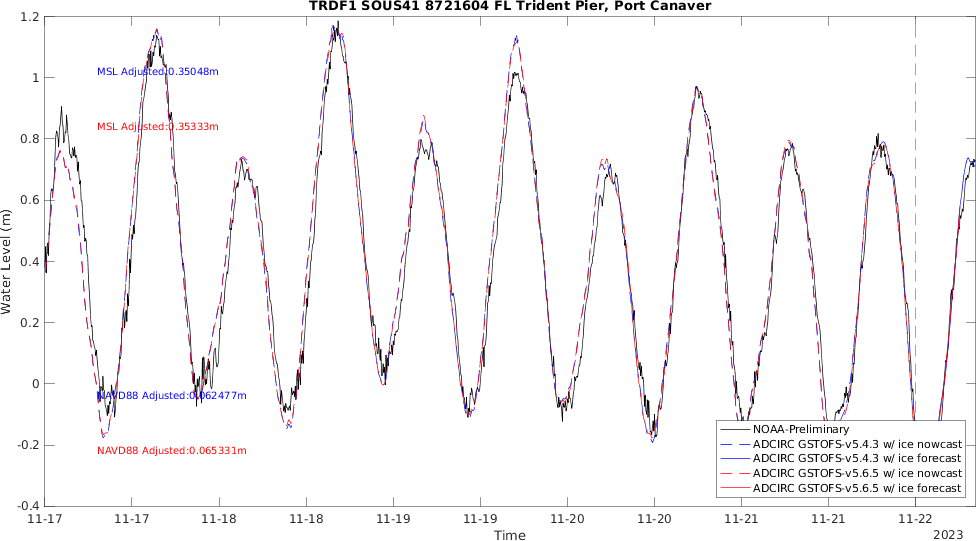 TRDF1 SOUS41 8721604 FL Trident Pier, Port Canaver
1.2
1
0.8
0.6
0.4
0.2
0
-0.2
-0.4
Water Level (m)
MSL Adjusted:0.35048m
MSL Adjusted:0.35333m
NAVD88 Adjusted:0.062477m
NAVD88 Adjusted:0.065331m
NOAA-Preliminary
ADCIRC GSTOFS-v5.4.3 w/ ice nowcast
ADCIRC GSTOFS-v5.4.3 w/ ice forecast
ADCIRC GSTOFS-v5.6.5 w/ ice nowcast
ADCIRC GSTOFS-v5.6.5 w/ ice forecast
11-17 11-17 11-18 11-18 11-19 11-19 11-20 11-20 11-21 11-21 11-22
Time
2023